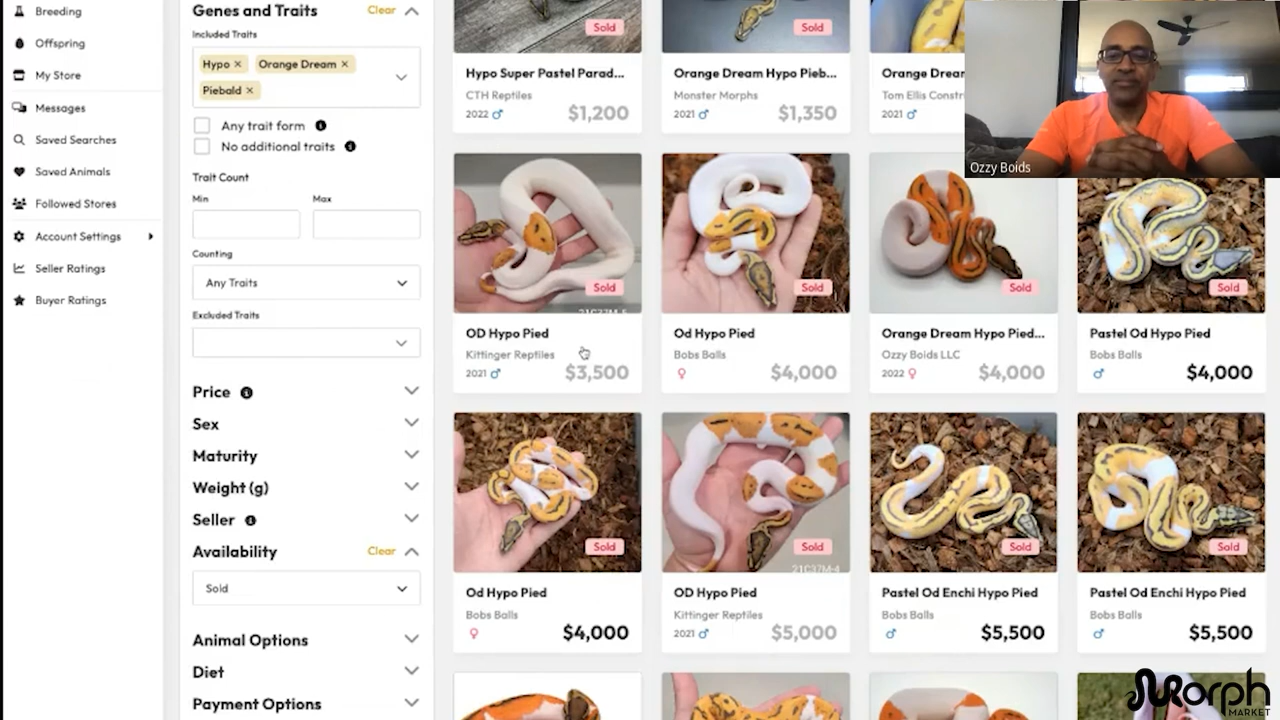 Breeding
Offspring
My Store
Messages
Saved Searches
Saved Animals
Followed Stores
Account Settings
Seller Ratings
Buyer Ratings
Genes and Traits Clear
Included Traits
Hypo × Orange Dream ×
Piebald ×
Any trait form
No additional traits
Trait Count
Min Max
Counting
Any Traits
Excluded Traits
Price
Sex
Maturity
Weight (g)
Seller
Availability Clear
Sold
Animal Options
Diet
Payment Options
Sold
Hypo Super Pastel Parad...
CTH Reptiles
2022 ♂ $1,200
Sold
Orange Dream Hypo Pieb...
Monster Morphs
2021 ♂ $1,350
Orange Drear
Tom Ellis Constri
2021 ♂
Ozzy Boids
Sold
OD Hypo Pied
Kittinger Reptiles
2021 ♂ $3,500
Sold
Od Hypo Pied
Bobs Balls
♀ $4,000
Sold
Orange Dream Hypo Pied...
Ozzy Boids LLC
2022 ♀ $4,000
Sold
Pastel Od Hypo Pied
Bobs Balls
♂ $4,000
Sold
Od Hypo Pied
Bobs Balls
♀ $4,000
Sold
21C37M-4
OD Hypo Pied
Kittinger Reptiles
2021 ♂ $5,000
Sold
Pastel Od Enchi Hypo Pied
Bobs Balls
♂ $5,500
Sold
Pastel Od Enchi Hypo Pied
Bobs Balls
♂ $5,500
Morph
MARKET